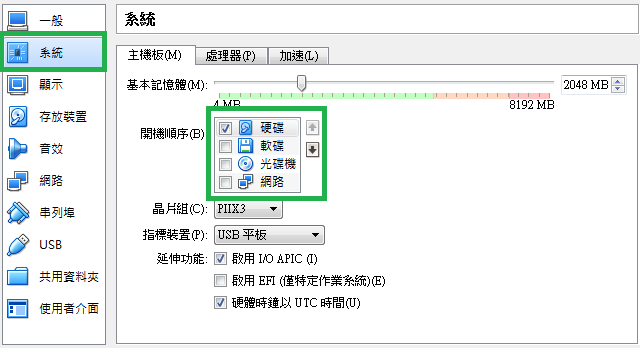 一般
系統
顯示
存放裝置
音效
網路
串列埠
USB
共用資料夾
使用者介面
系統
主機板(M) 處理器(P) 加速(L)
基本記憶體(M): 2048 MB
4 MB 8192 MB
開機順序(B) 硬碟
軟碟
光碟機
網路
晶片組(C): PIIX3
指標裝置(P): USB 平板
延伸功能: 啟用 I/O APIC (I)
啟用 EFI (僅特定作業系統)(E)
硬體時鐘以 UTC 時間(U)